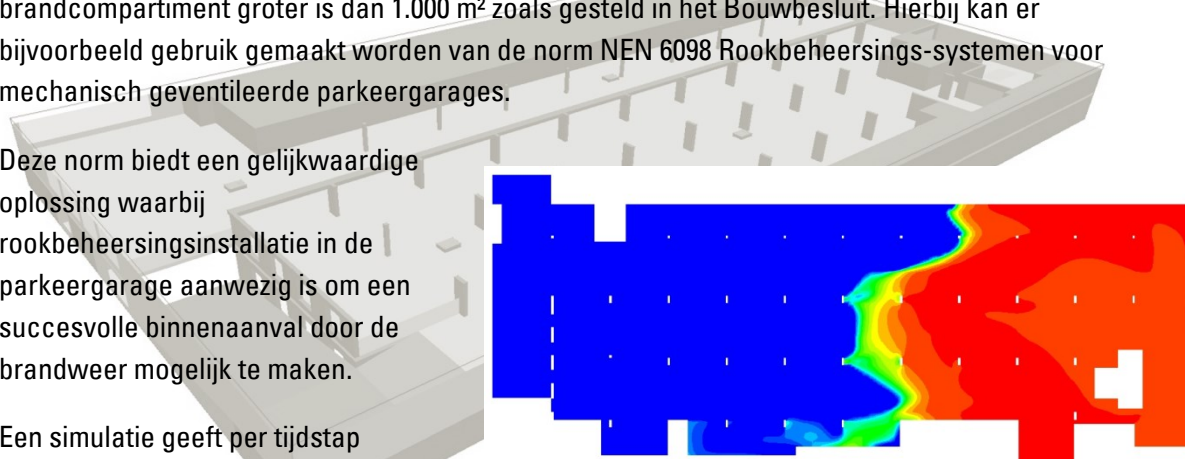 brandcompartiment groter is dan 1.000 m² zoals gesteld in het Bouwbesluit. Hierbij kan er
bijvoorbeeld gebruik gemaakt worden van de norm NEN 6098 Rookbeheersings-systemen voor
mechanisch geventileerde parkeergarages.
Deze norm biedt een gelijkwaardige
oplossing waarbij
rookbeheersingsinstallatie in de
parkeergarage aanwezig is om een
succesvolle binnenaanval door de
brandweer mogelijk te maken.
Een simulatie geeft per tijdstap